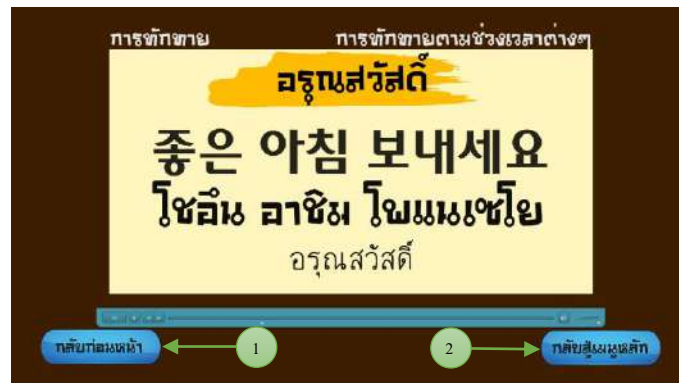 การทักทาย
การทักทายตามช่วงเวลาต่างๆ
อรุณสวัสดิ์
좋은 아침 보내세요
โชอึน อาชิม โพแนเซโย
อรุณสวัสดิ์
กลับก่อนหน้า
1
2
กลับสู่เมนูหลัก